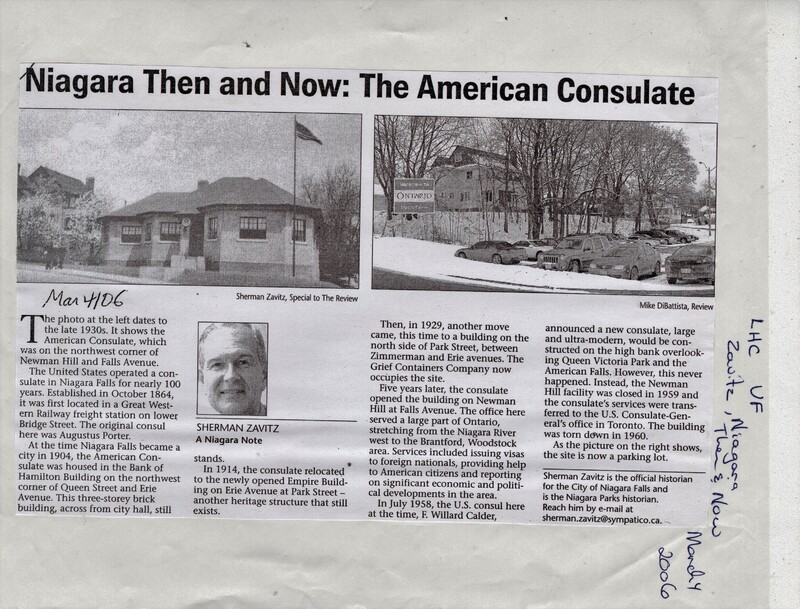 Niagara Then and Now: The American Consulate
ONTARIO
Sherman Zavitz, Special to The Review
Mike DiBattista, Review
Mar 4/06
The photo at the left dates to
the late 1930s. It shows the
American Consulate, which
was on the northwest corner of
Newman Hill and Falls Avenue.
The United States operated a con-
sulate in Niagara Falls for nearly 100
years. Established in October 1864,
it was first located in a Great West-
ern Railway freight station on lower
Bridge Street. The original consul
here was Augustus Porter.
At the time Niagara Falls became a
city in 1904, the American Con-
sulate was housed in the Bank of
Hamilton Building on the northwest
corner of Queen Street and Erie
Avenue. This three-storey brick
building, across from city hall, still
SHERMAN ZAVITZ
A Niagara Note
stands.
In 1914, the consulate relocated
to the newly opened Empire Build-
ing on Erie Avenue at Park Street –
another heritage structure that still
exists.
Then, in 1929, another move
came, this time to a building on the
north side of Park Street, between
Zimmerman and Erie avenues. The
Grief Containers Company now
occupies the site.
Five years later, the consulate
opened the building on Newman
Hill at Falls Avenue. The office here
served a large part of Ontario,
stretching from the Niagara River
west to the Brantford, Woodstock
area. Services included issuing visas
to foreign nationals, providing help
to American citizens and reporting
on significant economic and politi-
cal developments in the area.
In July 1958, the U.S. consul here
at the time, F. Willard Calder,
announced a new consulate, large
and ultra-modern, would be con-
structed on the high bank overlook-
ing Queen Victoria Park and the
American Falls. However, this never
happened. Instead, the Newman
Hill facility was closed in 1959 and
the consulate's services were trans-
ferred to the U.S. Consulate-Gen-
eral's office in Toronto. The building
was torn down in 1960.
As the picture on the right shows,
the site is now a parking lot.
Sherman Zavitz is the official historian
for the City of Niagara Falls and
is the Niagara Parks historian.
Reach him by e-mail at
sherman.zavitz@sympatico.ca.
LHC VF
Zavitz, Niagara
Then & Now
March 4
2006